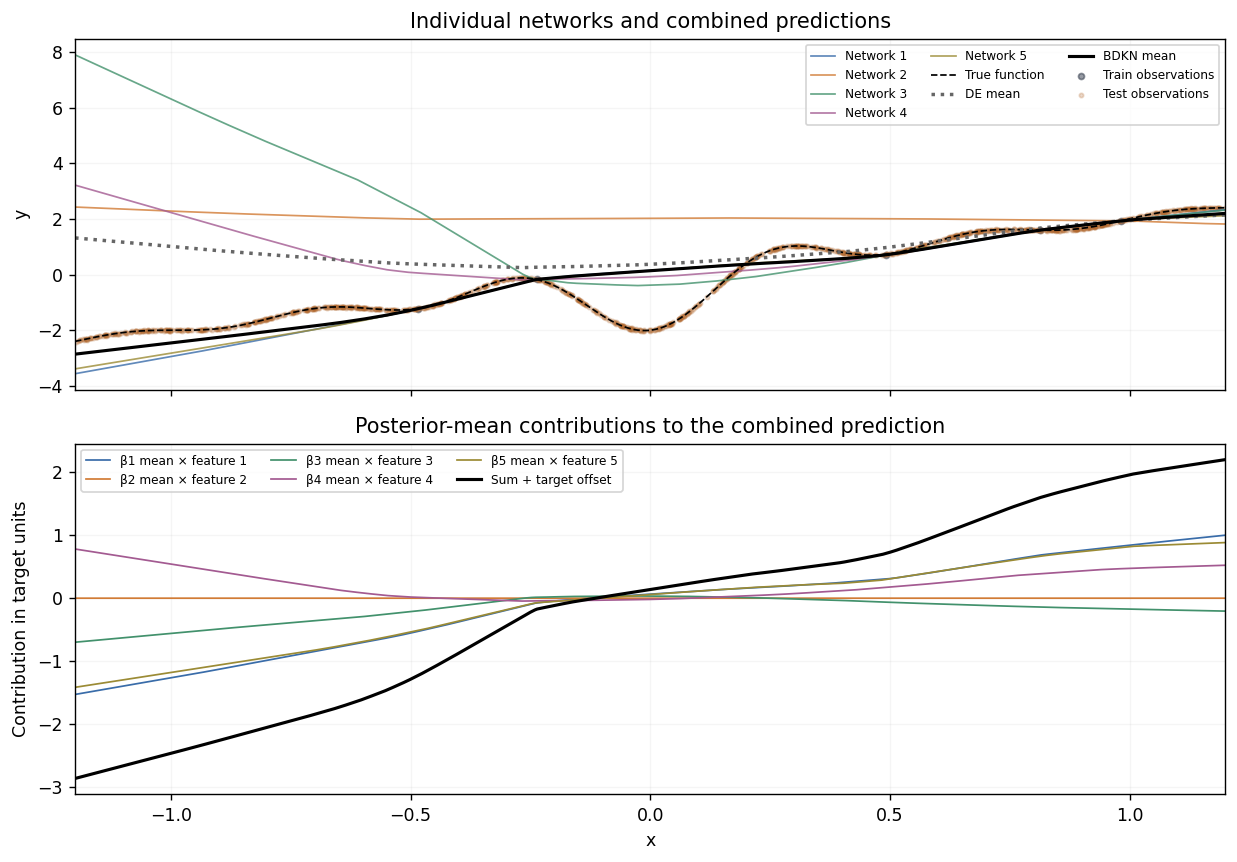 Individual networks and combined predictions
8
6
4
2
0
−2
−4
y
Network 1
Network 2
Network 3
Network 4
Network 5
True function
DE mean
BDKN mean
Train observations
Test observations
Posterior-mean contributions to the combined prediction
2
1
0
−1
−2
−3
Contribution in target units
β1 mean × feature 1
β2 mean × feature 2
β3 mean × feature 3
β4 mean × feature 4
β5 mean × feature 5
Sum + target offset
−1.0
−0.5
0.0
0.5
1.0
x